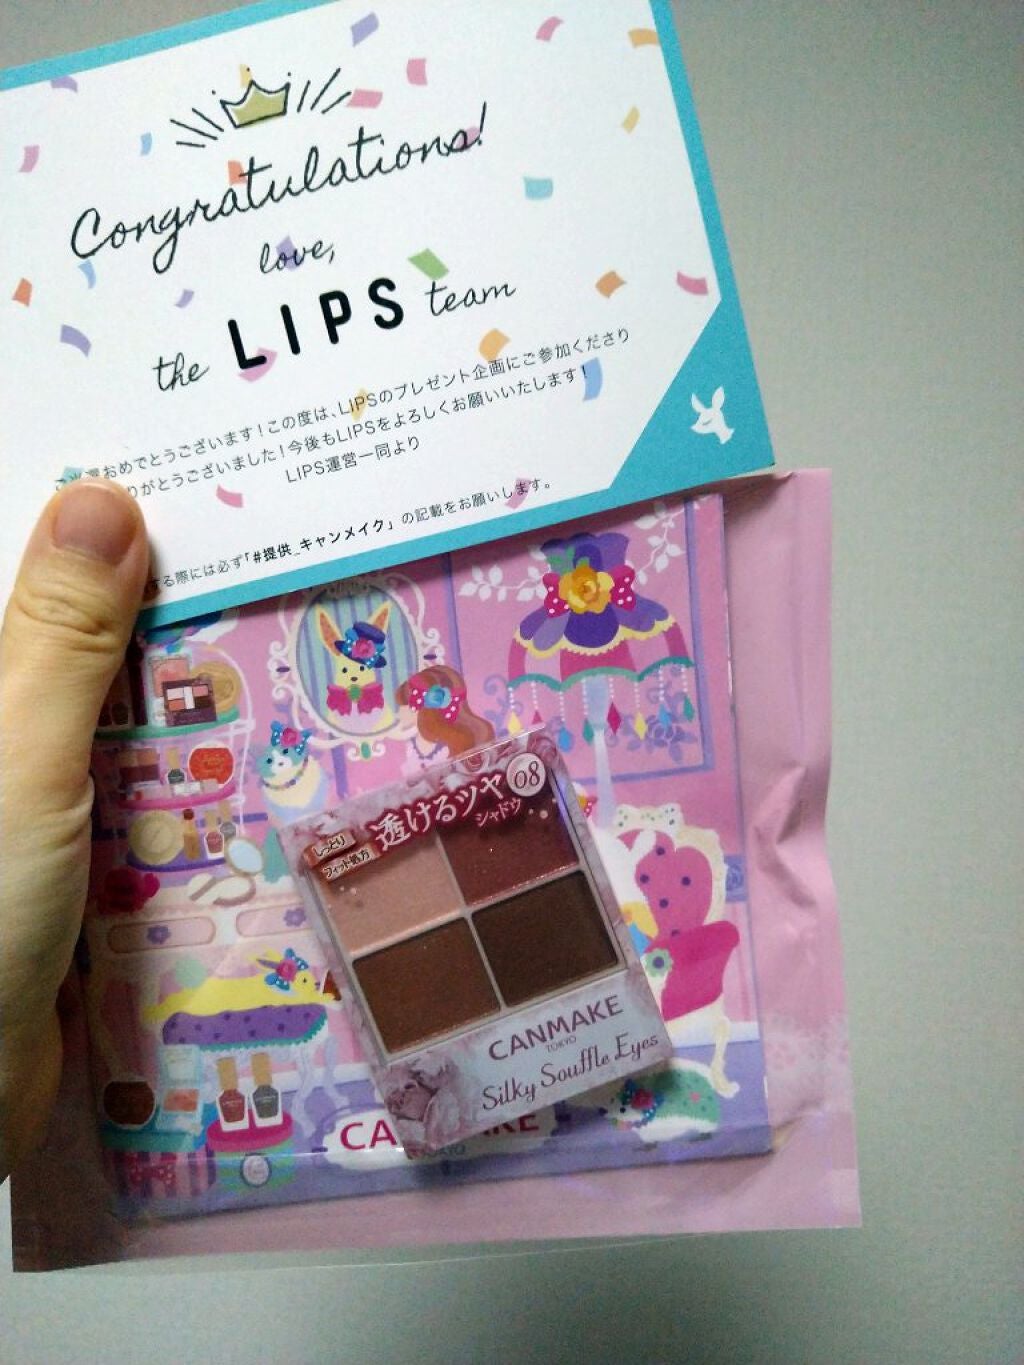 Congratulations!
love,
the LIPS team
おめでとうございます！この度は、LIPSのプレゼント企画にご参加くださり
りがとうございました！今後もLIPSをよろしくお願いいたします！
LIPS運営一同より
する際には必ず「#提供_キャンメイク」の記載をお願いします。
08
透けるツヤ
シャドウ
しっとり
フィット処方
CANMAKE
TOKYO
Silky Souffle Eyes